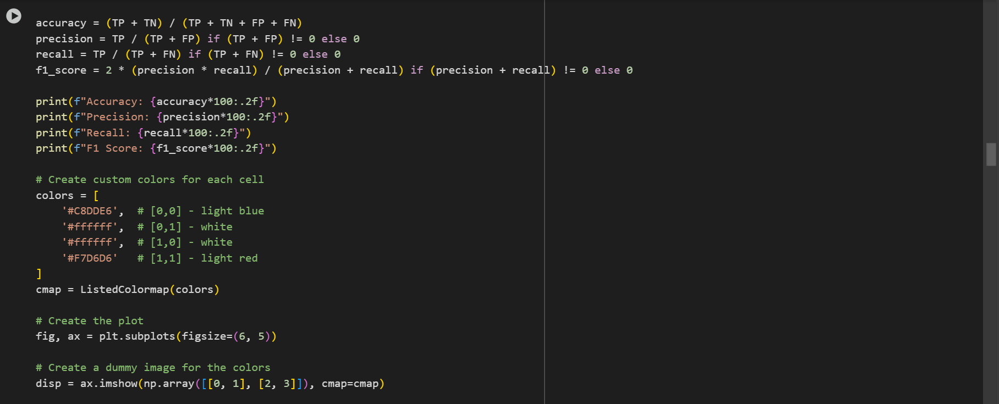 accuracy = (TP + TN) / (TP + TN + FP + FN)
precision = TP / (TP + FP) if (TP + FP) != 0 else 0
recall = TP / (TP + FN) if (TP + FN) != 0 else 0
f1_score = 2 * (precision * recall) / (precision + recall) if (precision + recall) != 0 else 0

print(f"Accuracy: {accuracy*100:.2f}")
print(f"Precision: {precision*100:.2f}")
print(f"Recall: {recall*100:.2f}")
print(f"F1 Score: {f1_score*100:.2f}")

# Create custom colors for each cell
colors = [
    '#C8DDE6',  # [0,0] - light blue
    '#ffffff',  # [0,1] - white
    '#ffffff',  # [1,0] - white
    '#F7D6D6'   # [1,1] - light red
]
cmap = ListedColormap(colors)

# Create the plot
fig, ax = plt.subplots(figsize=(6, 5))

# Create a dummy image for the colors
disp = ax.imshow(np.array([[0, 1], [2, 3]]), cmap=cmap)